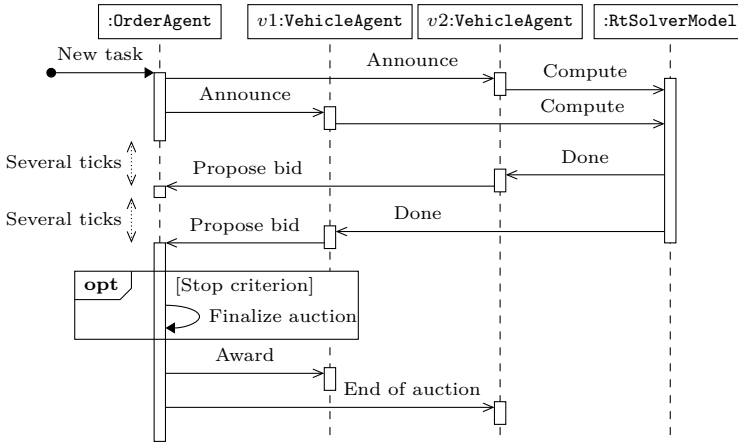 :OrderAgent
v1:VehicleAgent
v2:VehicleAgent
:RtSolverModel
New task
Announce
Compute
Announce
Compute
Several ticks
Done
Propose bid
Several ticks
Done
Propose bid
opt
[Stop criterion]
Finalize auction
Award
End of auction